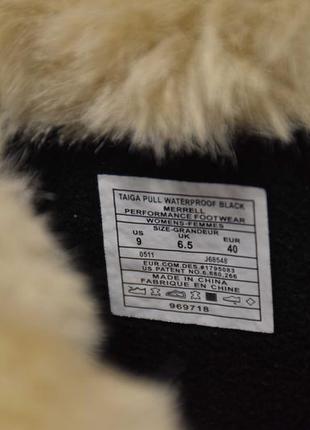 TAIGA PULL WATERPROOF BLACK
MERRELL
PERFORMANCE FOOTWEAR
WOMENS-FEMMES
SIZE-GRANDEUR
US UK EUR
9 6.5 40
0511 J68548
EUR.COM.DES.#1795083
US PATENT NO.6,660,266
MADE IN CHINA
FABRIQUE EN CHINE
969718